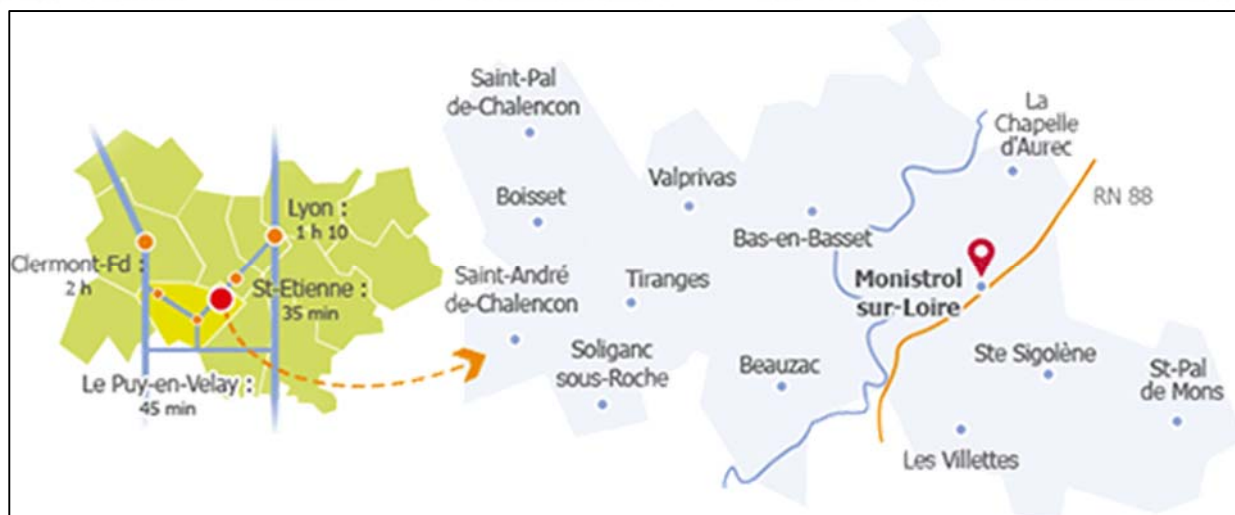 Lyon :
1 h 10
Clermont-Fd :
2 h
St-Etienne :
35 min
Le Puy-en-Velay :
45 min
Saint-Pal
de-Chalencon
Boisset
Valprivas
La
Chapelle
d'Aurec
RN 88
Bas-en-Basset
Saint-André
de-Chalencon
Tiranges
Monistrol
sur-Loire
Soliganc
sous-Roche
Beauzac
Ste Sigolène
St-Pal
de Mons
Les Villettes